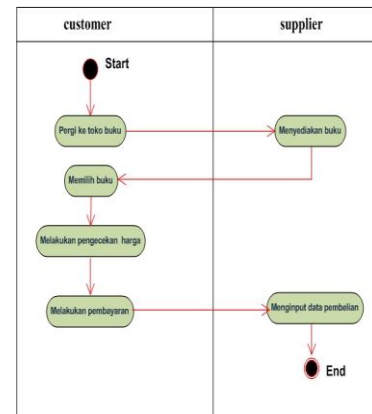 customer
supplier
Start
Pergi ke toko buku
Menyediakan buku
Memilih buku
Melakukan pengecekan harga
Melakukan pembayaran
Menginput data pembelian
End